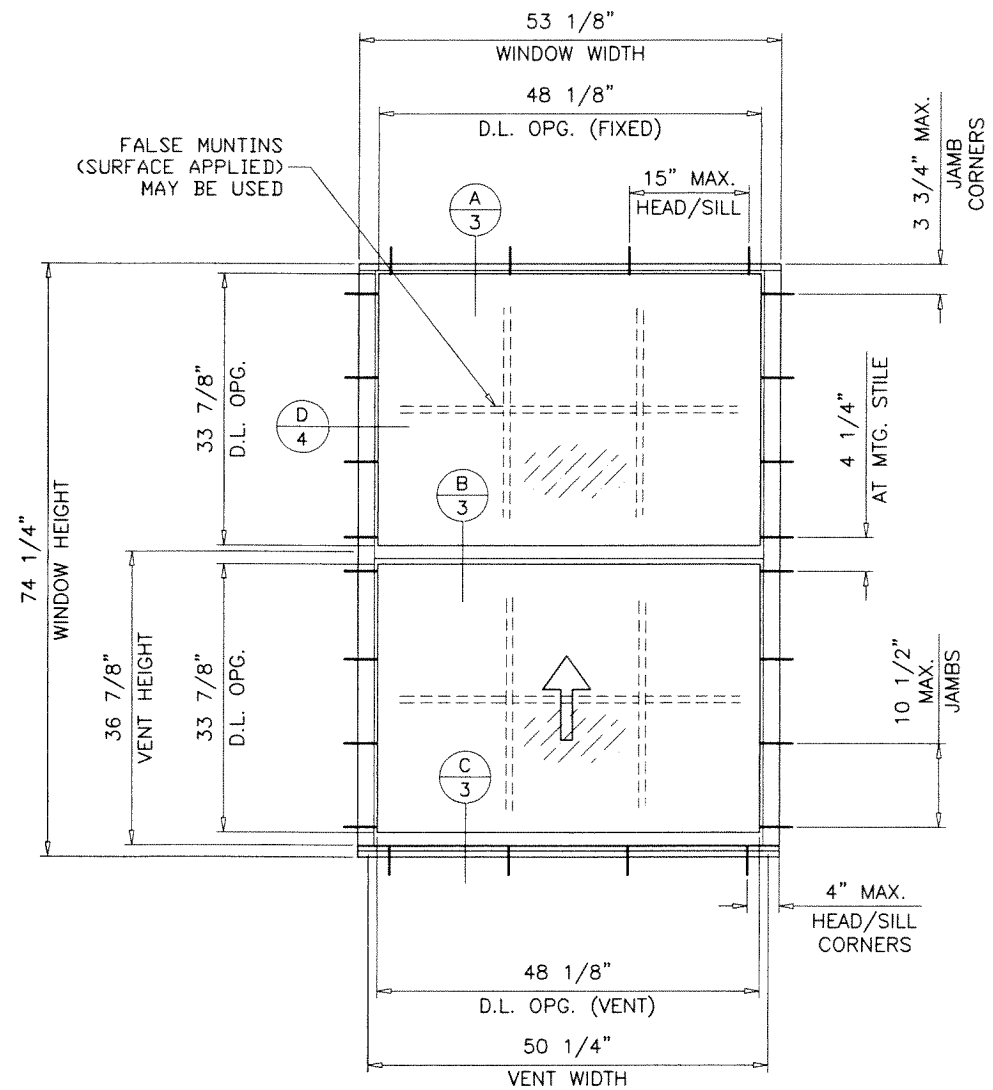 53 1/8"
WINDOW WIDTH
48 1/8"
D.L. OPG. (FIXED)
FALSE MUNTINS
(SURFACE APPLIED)
MAY BE USED
15" MAX.
HEAD/SILL
3 3/4" MAX.
JAMB
CORNERS
A
3
33 7/8"
D.L. OPG.
D
4
4 1/4"
AT MTG. STILE
B
3
74 1/4"
WINDOW HEIGHT
36 7/8"
VENT HEIGHT
33 7/8"
D.L. OPG.
10 1/2"
MAX.
JAMBS
C
3
4" MAX.
HEAD/SILL
CORNERS
48 1/8"
D.L. OPG. (VENT)
50 1/4"
VENT WIDTH